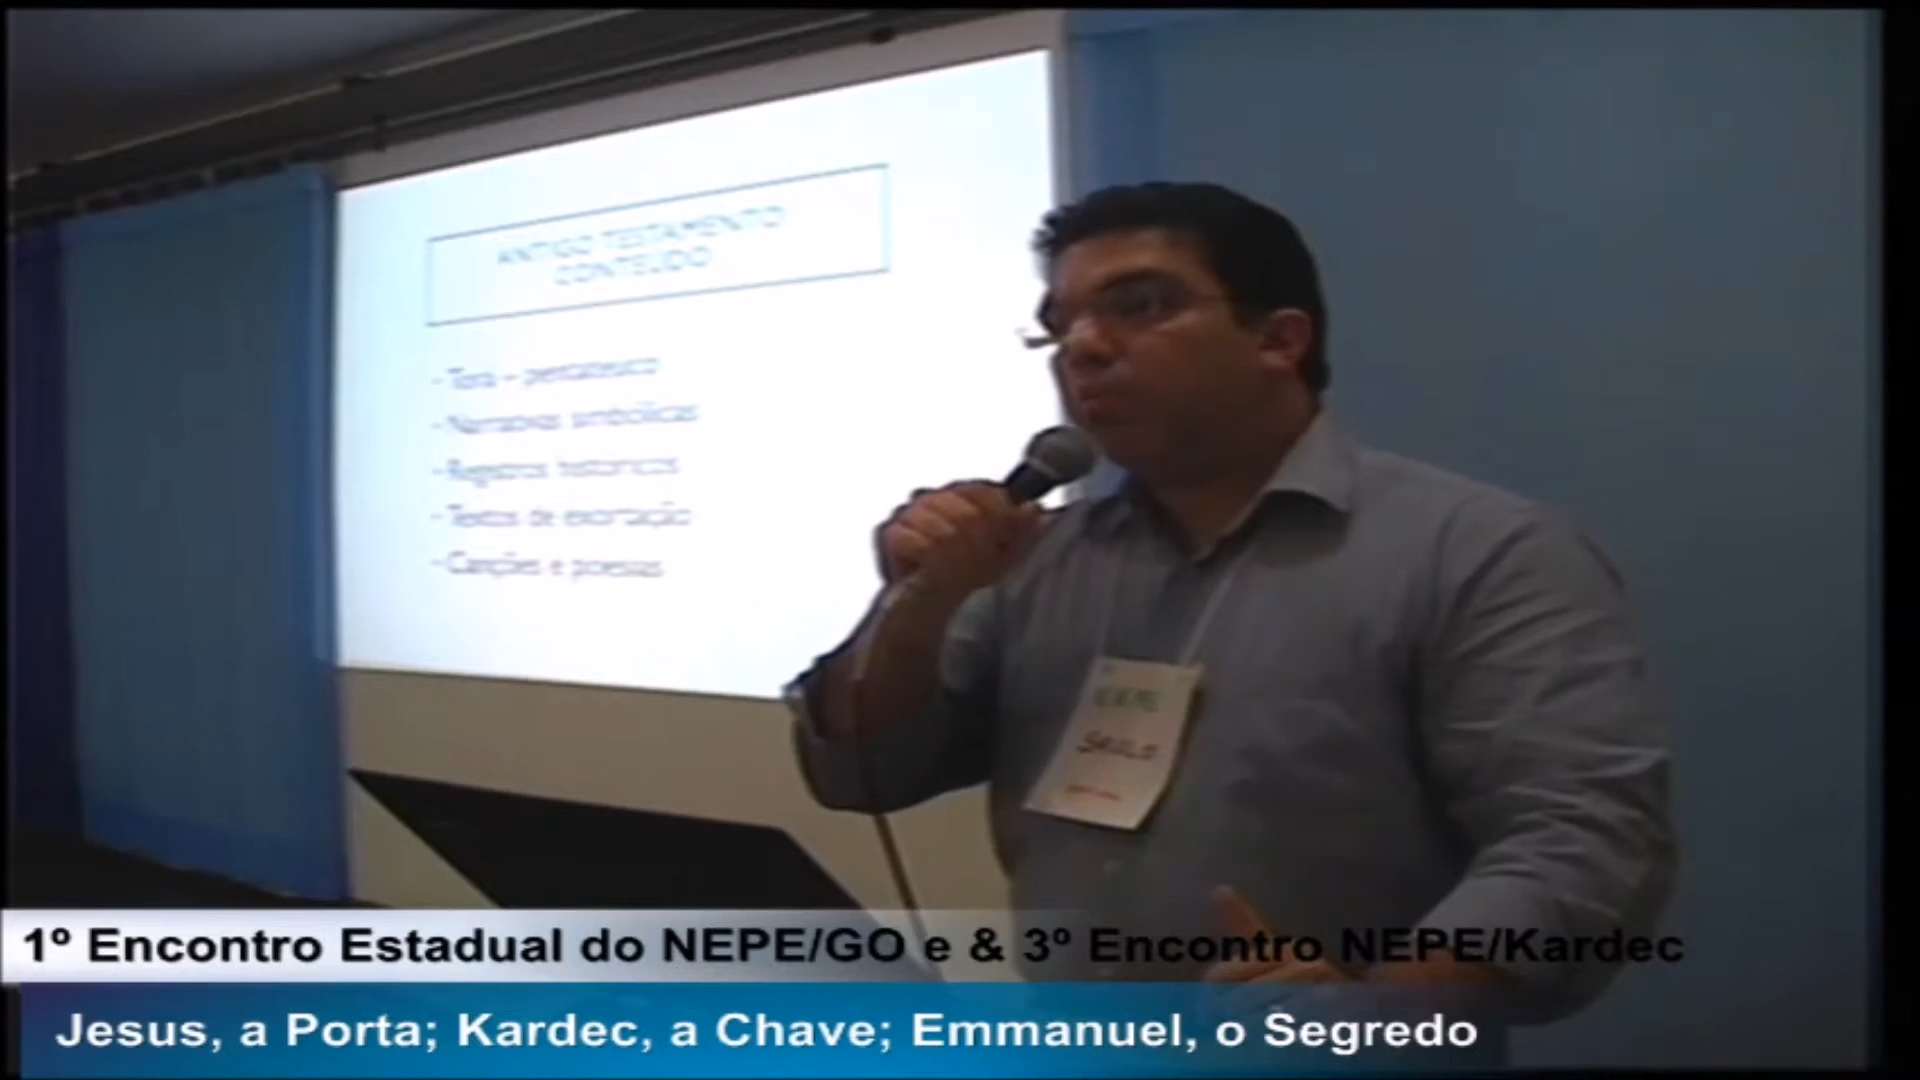 ANTIGO TESTAMENTO
CONTEÚDO
- Torá - pentateuco
- Narrativas simbólicas
- Registros históricos
- Textos de exortação
- Canções e poesias
SAULO
1º Encontro Estadual do NEPE/GO e & 3º Encontro NEPE/Kardec
Jesus, a Porta; Kardec, a Chave; Emmanuel, o Segredo